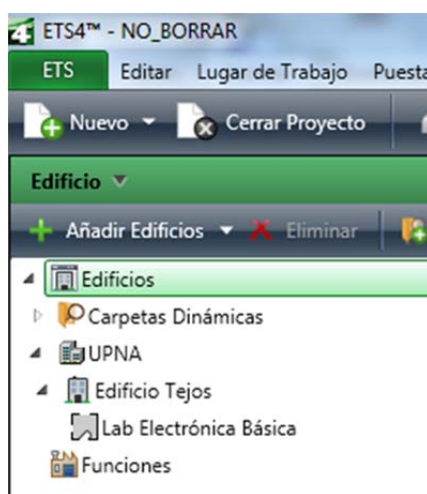 ETS4™ - NO_BORRAR
ETS Editar Lugar de Trabajo Puesta
Nuevo Cerrar Proyecto
Edificio
Añadir Edificios Eliminar
Edificios
Carpetas Dinámicas
UPNA
Edificio Tejos
Lab Electrónica Básica
Funciones